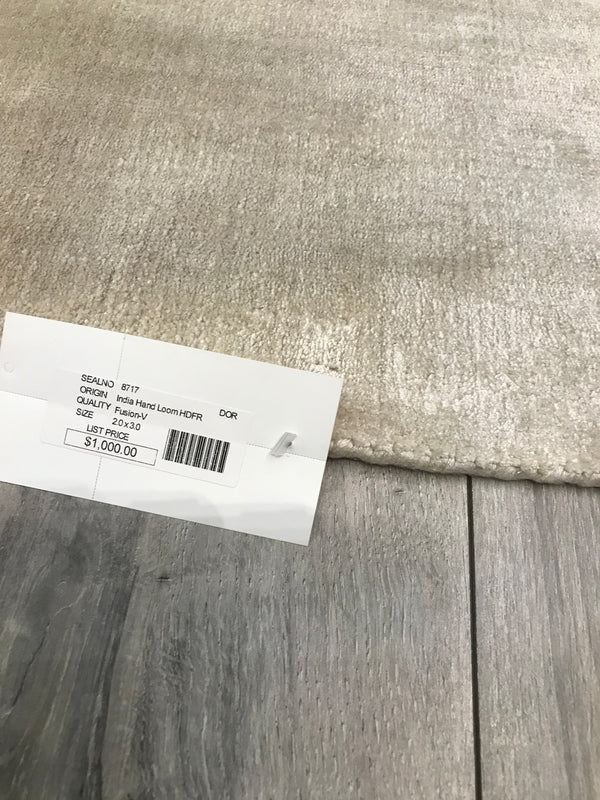 SEALNO 8717
ORIGIN India Hand Loom HDFR DOR
QUALITY Fusion-V
SIZE 2.0 x 3.0
LIST PRICE
$1,000.00